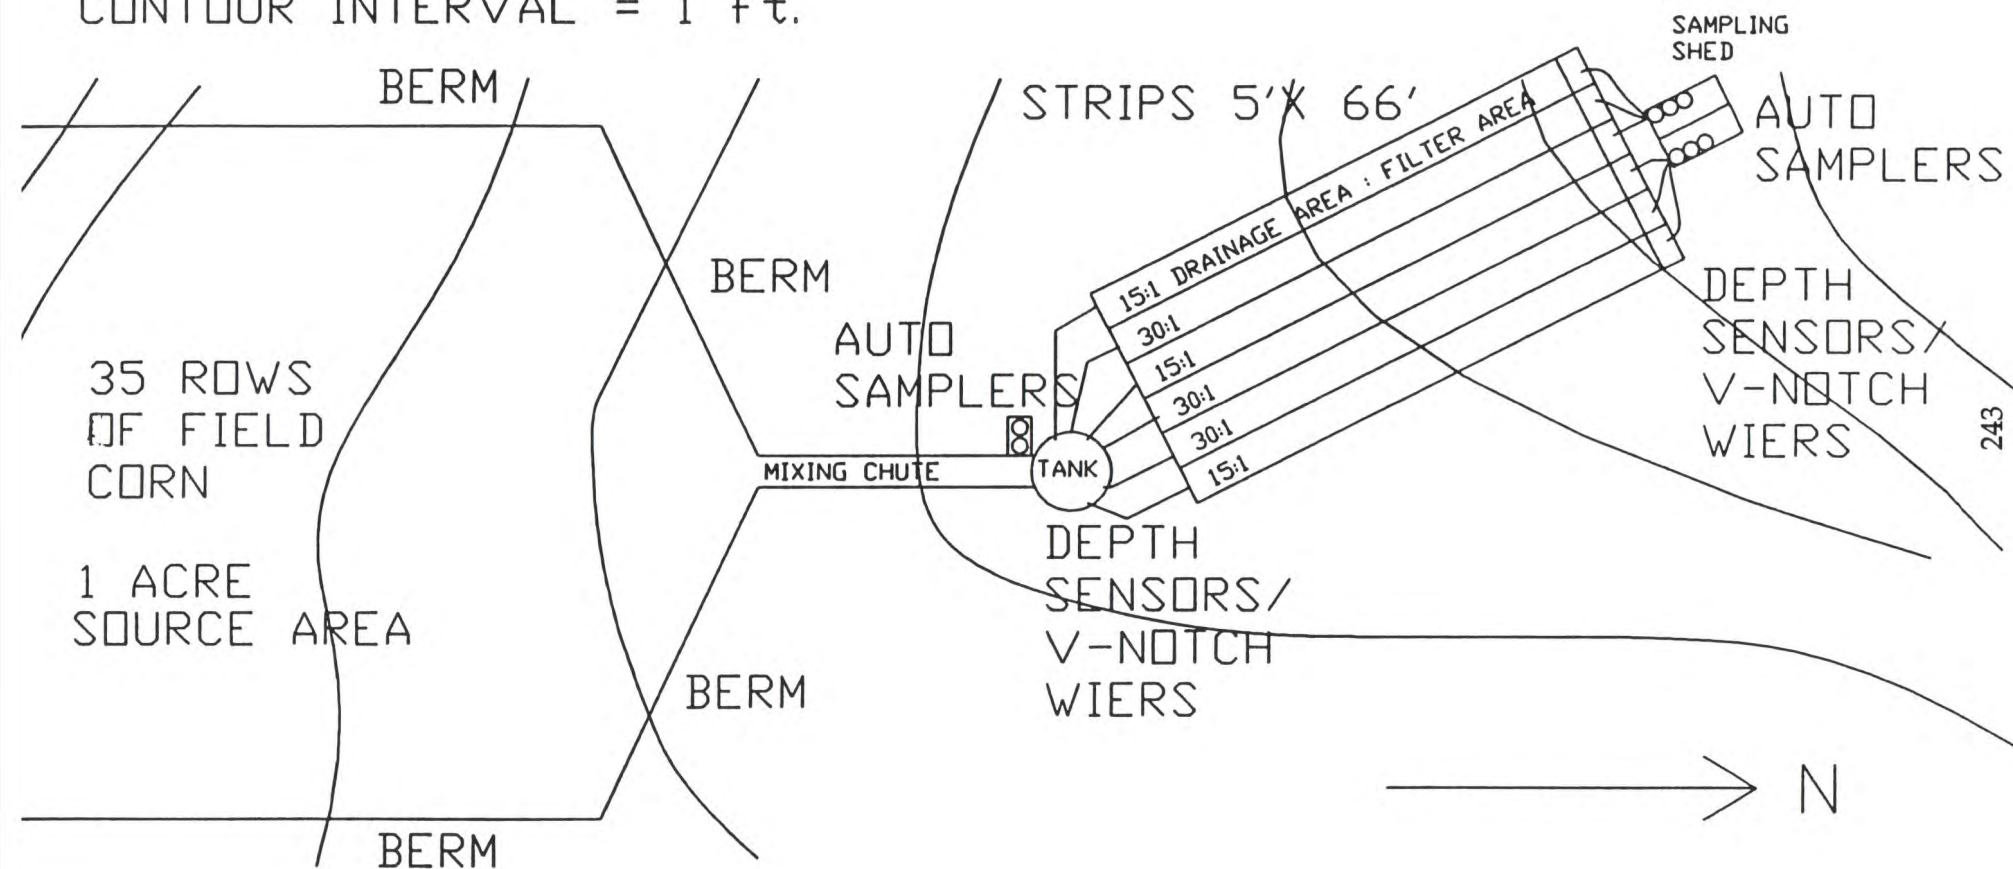 CONTOUR INTERVAL = 1 ft.
SAMPLING
SHED
BERM
STRIPS 5'X 66'
AUTO
SAMPLERS
15:1 DRAINAGE AREA : FILTER AREA
30:1
15:1
30:1
30:1
15:1
BERM
AUTO
SAMPLERS
DEPTH
SENSORS/
V-NOTCH
WIERS
35 ROWS
OF FIELD
CORN
MIXING CHUTE
TANK
1 ACRE
SOURCE AREA
DEPTH
SENSORS/
V-NOTCH
WIERS
BERM
N
BERM
243